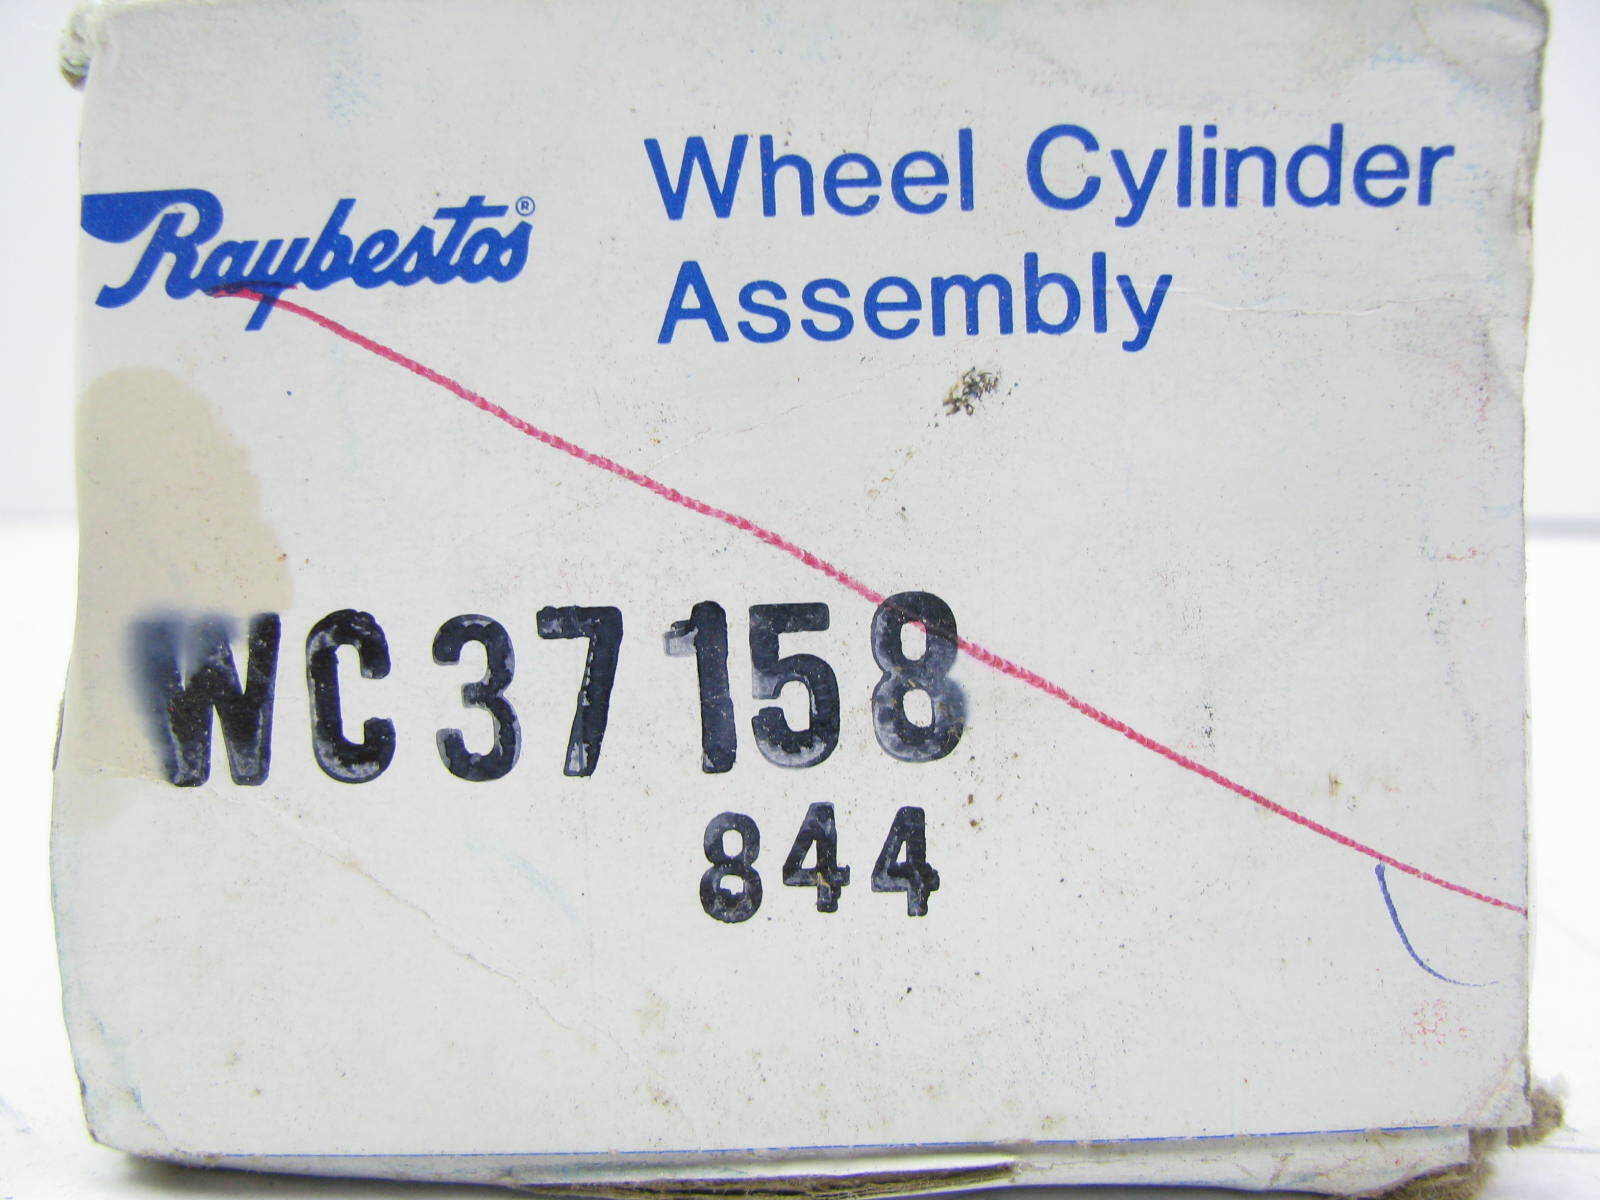 Raybestos®
Wheel Cylinder
Assembly
WC37158
844